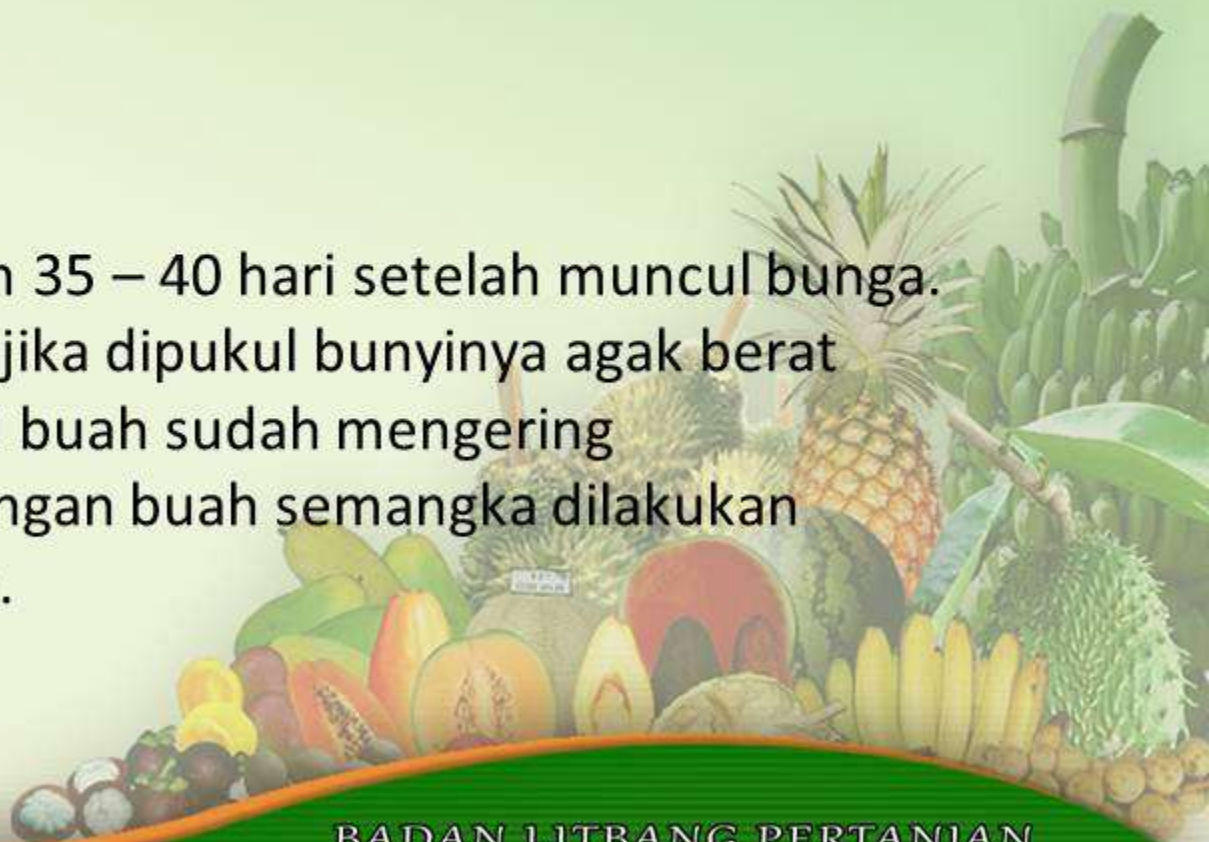 35 – 40 hari setelah muncul bunga.
jika dipukul bunyinya agak berat
buah sudah mengering
ngan buah semangka dilakukan
.
BADAN LITBANG PERTANIAN